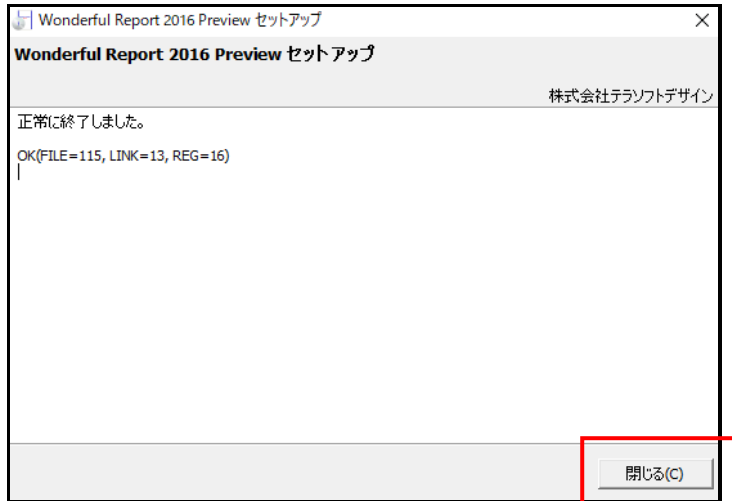 Wonderful Report 2016 Preview セットアップ
Wonderful Report 2016 Preview セットアップ
株式会社テラソフトデザイン
正常に終了しました。
OK(FILE=115, LINK=13, REG=16)
閉じる(C)